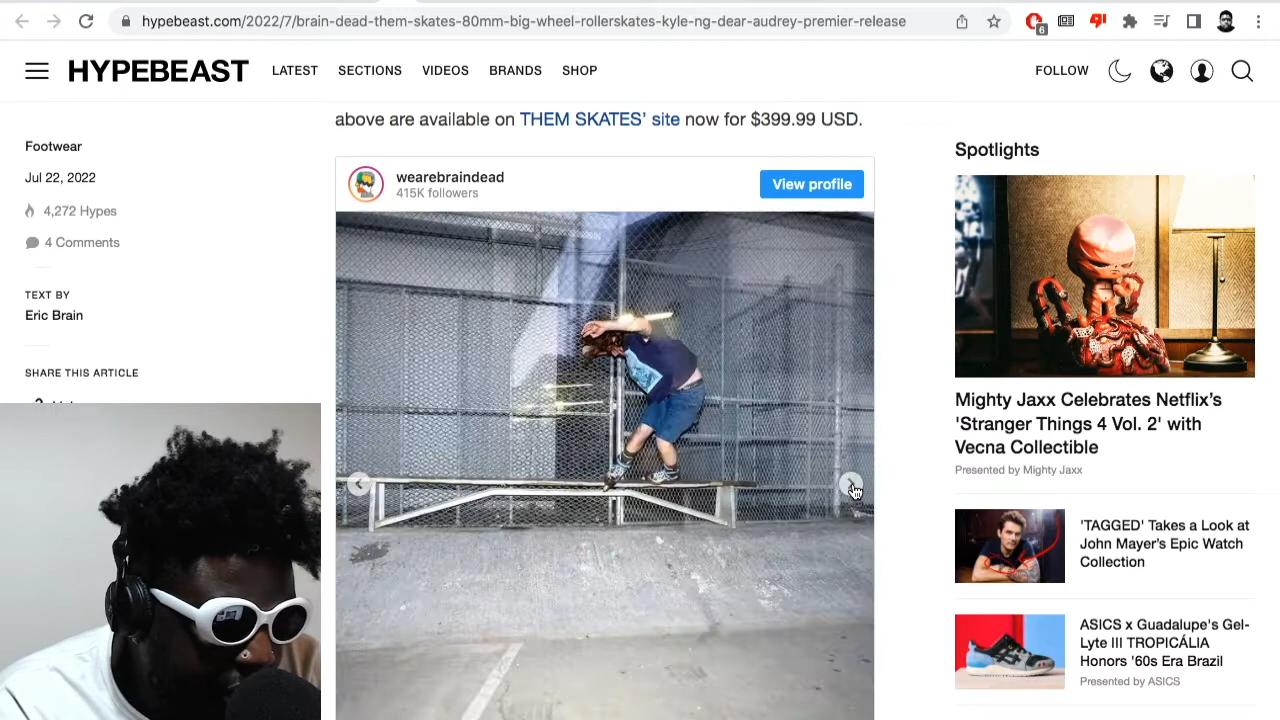 hypebeast.com/2022/7/brain-dead-them-skates-80mm-big-wheel-rollerskates-kyle-ng-dear-audrey-premier-release
6
HYPEBEAST
LATEST
SECTIONS
VIDEOS
BRANDS
SHOP
FOLLOW
Footwear
Jul 22, 2022
4,272 Hypes
4 Comments
TEXT BY
Eric Brain
SHARE THIS ARTICLE
above are available on THEM SKATES' site now for $399.99 USD.
wearebraindead
415K followers
View profile
Spotlights
Mighty Jaxx Celebrates Netflix's
'Stranger Things 4 Vol. 2' with
Vecna Collectible
Presented by Mighty Jaxx
'TAGGED' Takes a Look at
John Mayer's Epic Watch
Collection
ASICS x Guadalupe's Gel-
Lyte III TROPICÁLIA
Honors '60s Era Brazil
Presented by ASICS